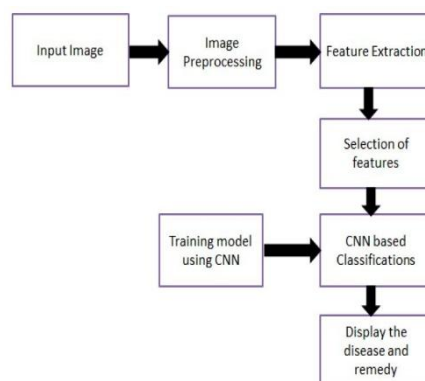 Input Image
Image
Preprocessing
Feature Extraction
Selection of
features
Training model
using CNN
CNN based
Classifications
Display the
disease and
remedy